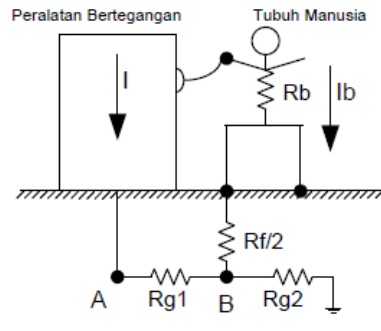 Peralatan Bertegangan
Tubuh Manusia
I
Rb
Ib
Rf/2
A
Rg1
B
Rg2